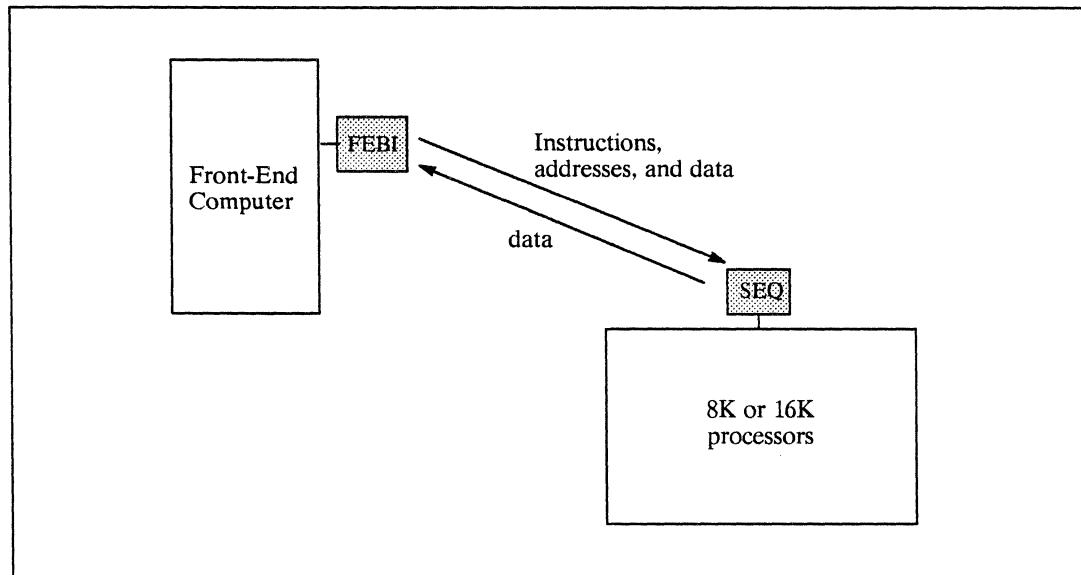 FEBI
Instructions,
addresses, and data
Front-End
Computer
data
SEQ
8K or 16K
processors